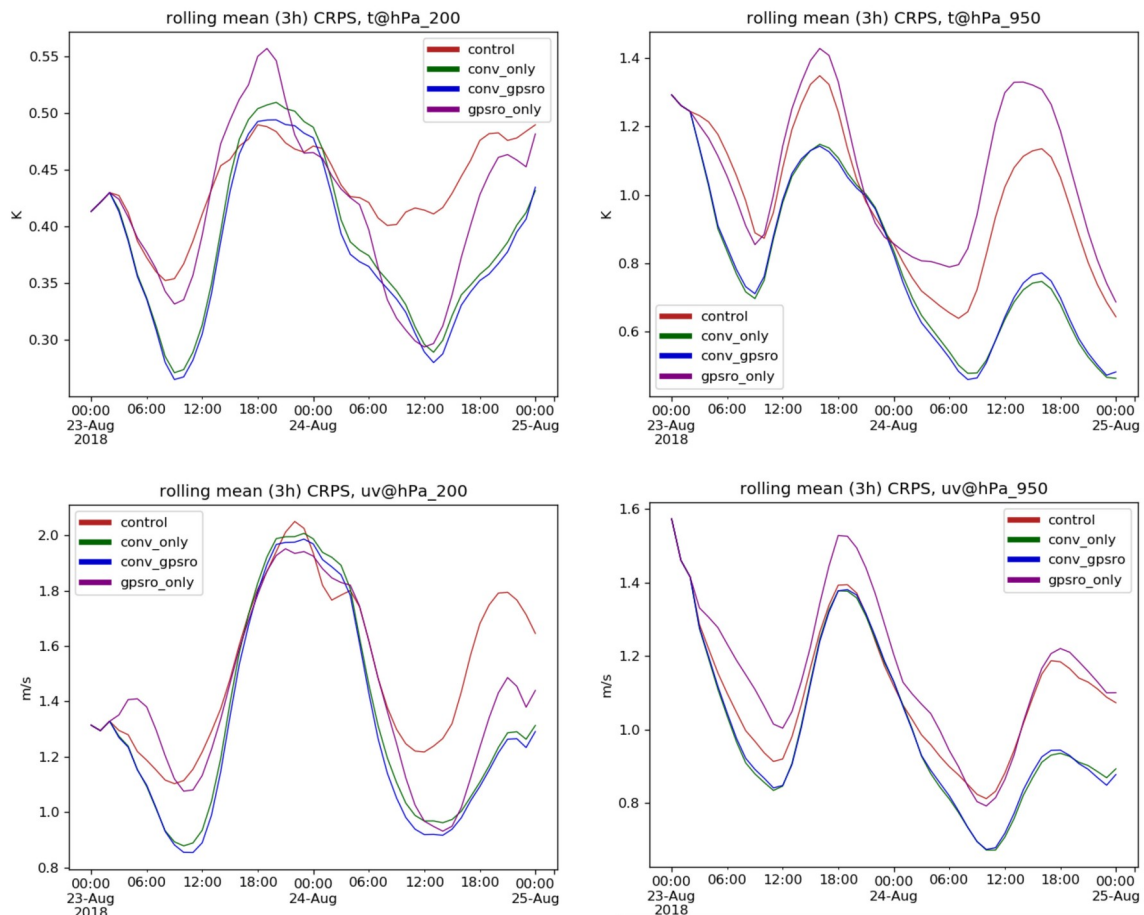 rolling mean (3h) CRPS, t@hPa_200
0.55
0.50
0.45
0.40
0.35
0.30
K
control
conv_only
conv_gpsro
gpsro_only
00:00 06:00 12:00 18:00 00:00 06:00 12:00 18:00 00:00
23-Aug 24-Aug 25-Aug
2018
rolling mean (3h) CRPS, t@hPa_950
1.4
1.2
1.0
0.8
0.6
K
control
conv_only
conv_gpsro
gpsro_only
00:00 06:00 12:00 18:00 00:00 06:00 12:00 18:00 00:00
23-Aug 24-Aug 25-Aug
2018
rolling mean (3h) CRPS, uv@hPa_200
2.0
1.8
1.6
1.4
1.2
1.0
0.8
m/s
control
conv_only
conv_gpsro
gpsro_only
00:00 06:00 12:00 18:00 00:00 06:00 12:00 18:00 00:00
23-Aug 24-Aug 25-Aug
2018
rolling mean (3h) CRPS, uv@hPa_950
1.6
1.4
1.2
1.0
0.8
m/s
control
conv_only
conv_gpsro
gpsro_only
00:00 06:00 12:00 18:00 00:00 06:00 12:00 18:00 00:00
23-Aug 24-Aug 25-Aug
2018